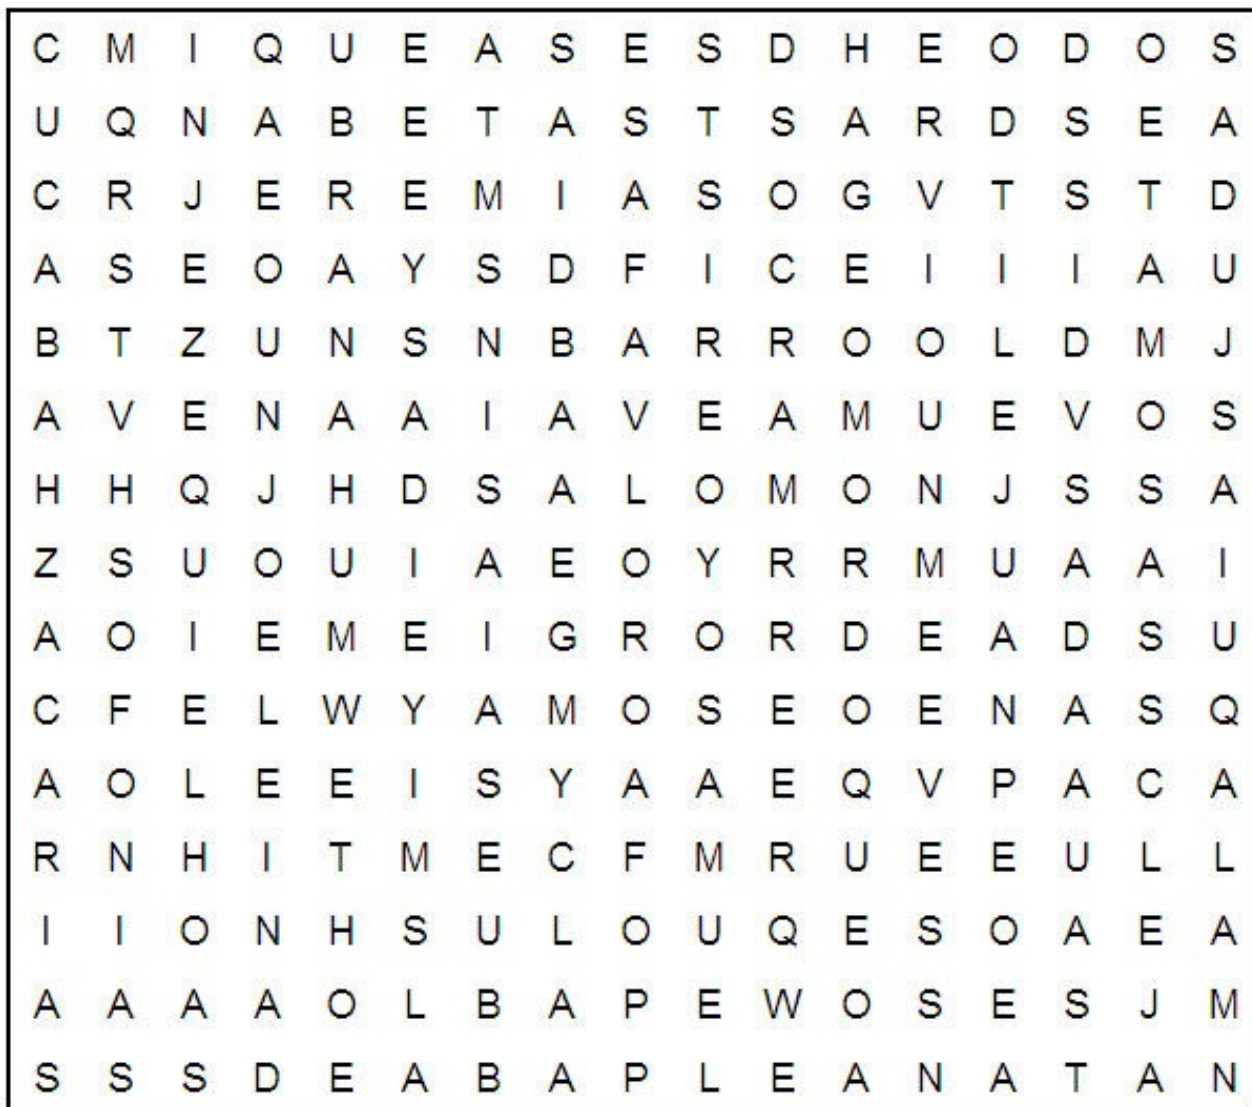 C M I Q U E A S E S D H E O D O S
U Q N A B E T A S T S A R D S E A
C R J E R E M I A S O G V T S T D
A S E O A Y S D F I C E I I I A U
B T Z U N S N B A R R O O L D M J
A V E N A A I A V E A M U E V O S
H H Q J H D S A L O M O N J S S A
Z S U O U I A E O Y R R M U A A I
A O I E M E I G R O R D E A D S U
C F E L W Y A M O S E O E N A S Q
A O L E E I S Y A A E Q V P A C A
R N H I T M E C F M R U E E U L L
I I O N H S U L O U Q E S O A E A
A A A A O L B A P E W O S E S J M
S S S D E A B A P L E A N A T A N